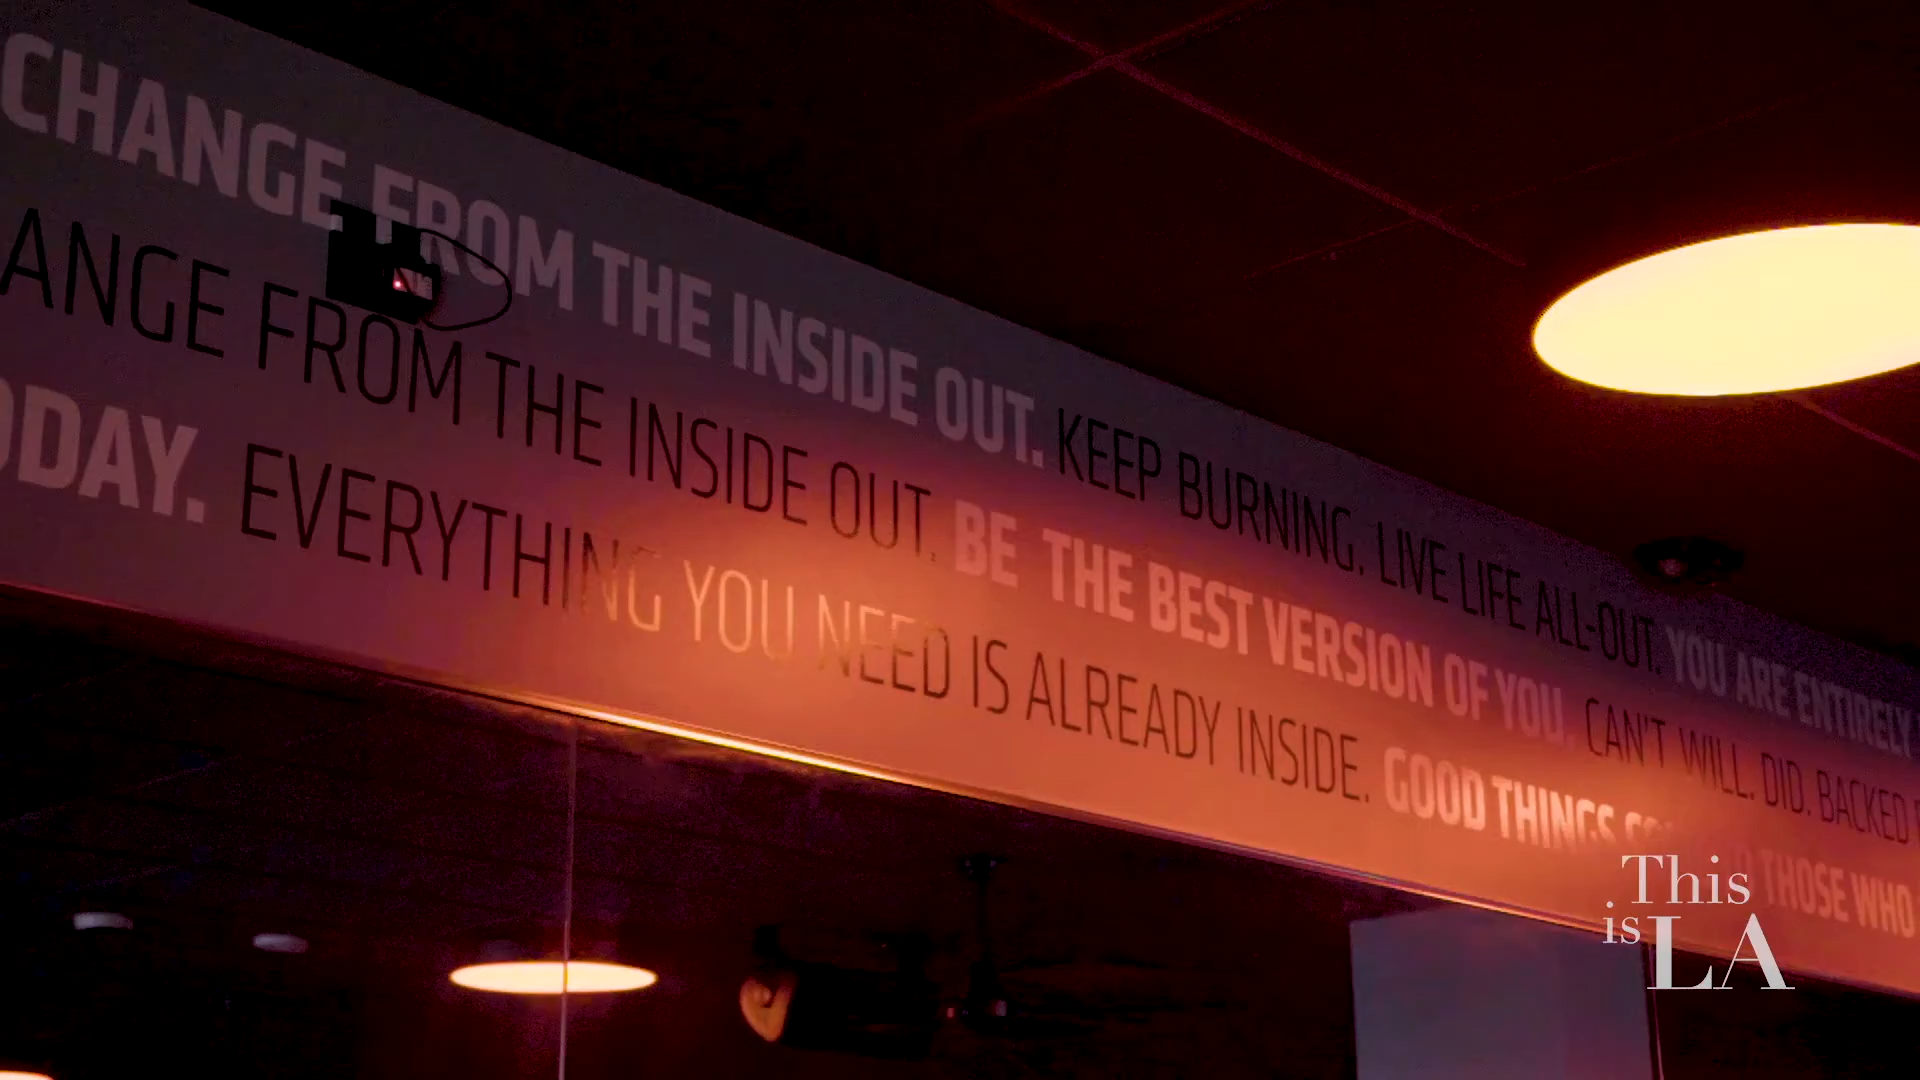 CHANGE FROM THE INSIDE OUT. KEEP BURNING. LIVE LIFE ALL-OUT. YOU ARE ENTIRELY
ANGE FROM THE INSIDE OUT. BE THE BEST VERSION OF YOU. CAN'T. WILL. DID. BACKED
ODAY. EVERYTHING YOU NEED IS ALREADY INSIDE. GOOD THINGS THOSE WHO
This
is LA